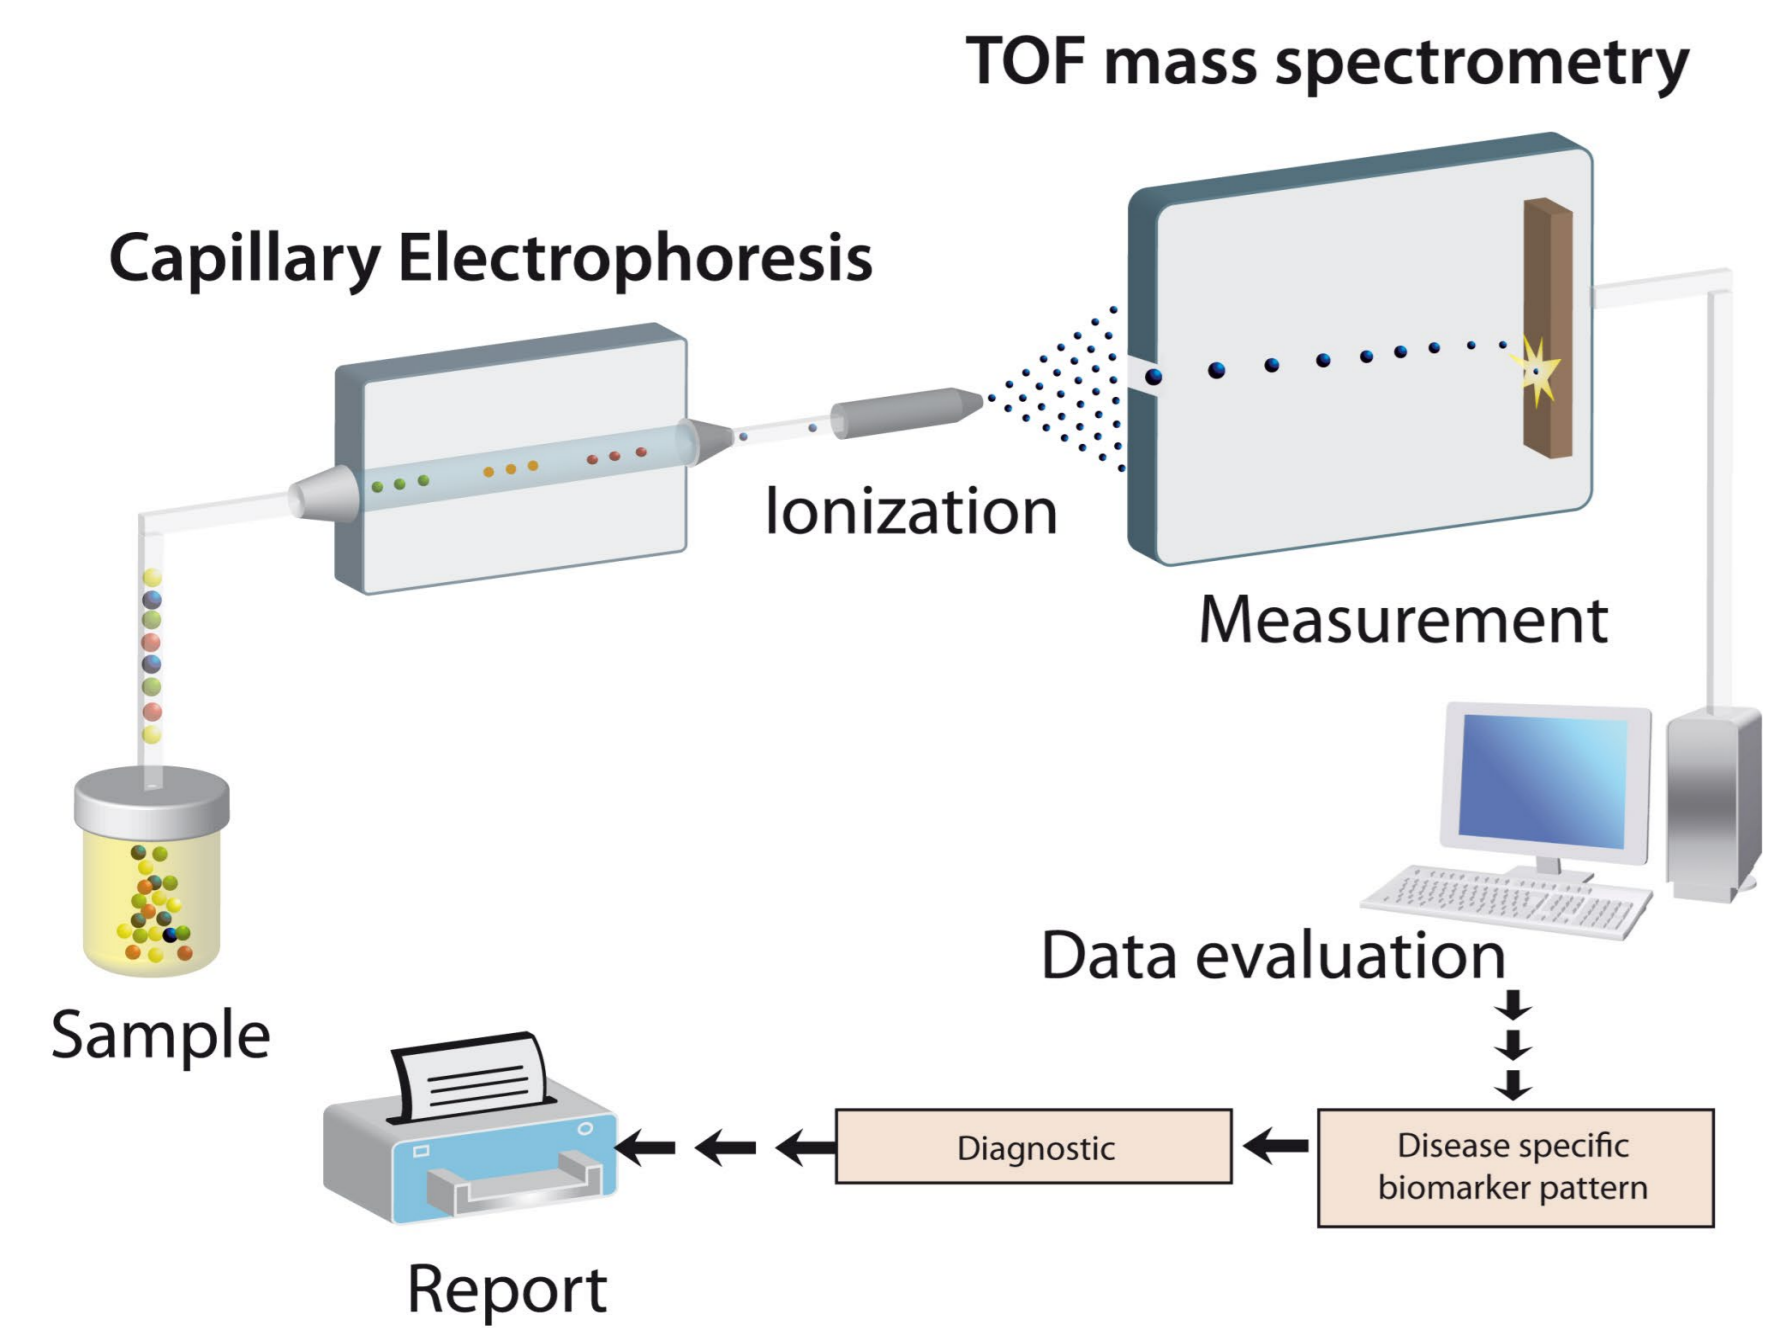 TOF mass spectrometry
Capillary Electrophoresis
Ionization
Measurement
Data evaluation
Sample
Diagnostic
Disease specific
biomarker pattern
Report